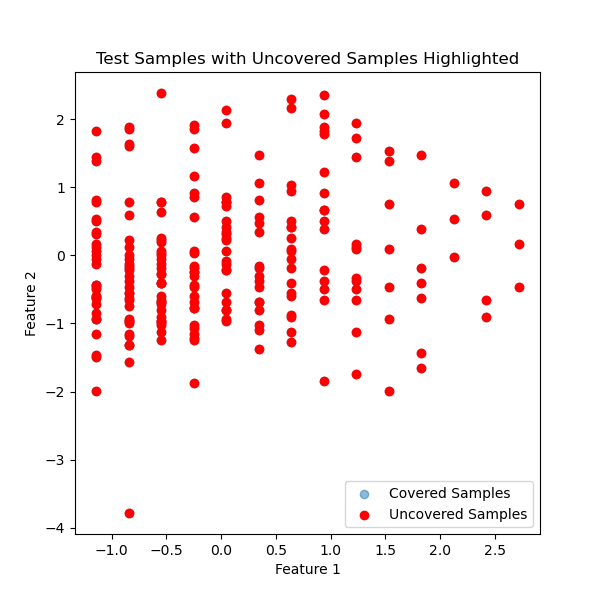 Test Samples with Uncovered Samples Highlighted
2
1
0
−1
−2
−3
−4
Feature 2
Covered Samples
Uncovered Samples
−1.0 −0.5 0.0 0.5 1.0 1.5 2.0 2.5
Feature 1